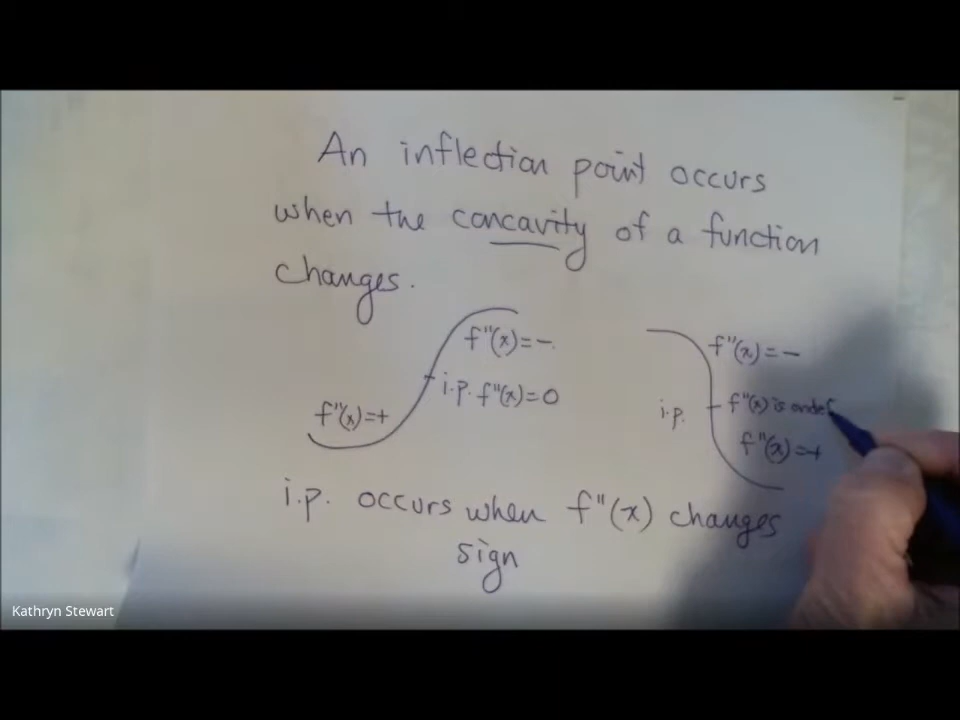 An inflection point occurs
when the concavity of a function
changes.
f"(x)=-
i.p. f"(x)=0
f"(x)=+
f"(x)=-
i.p.
f"(x) is undef
f"(x)=+
i.p. occurs when f"(x) changes
sign
Kathryn Stewart